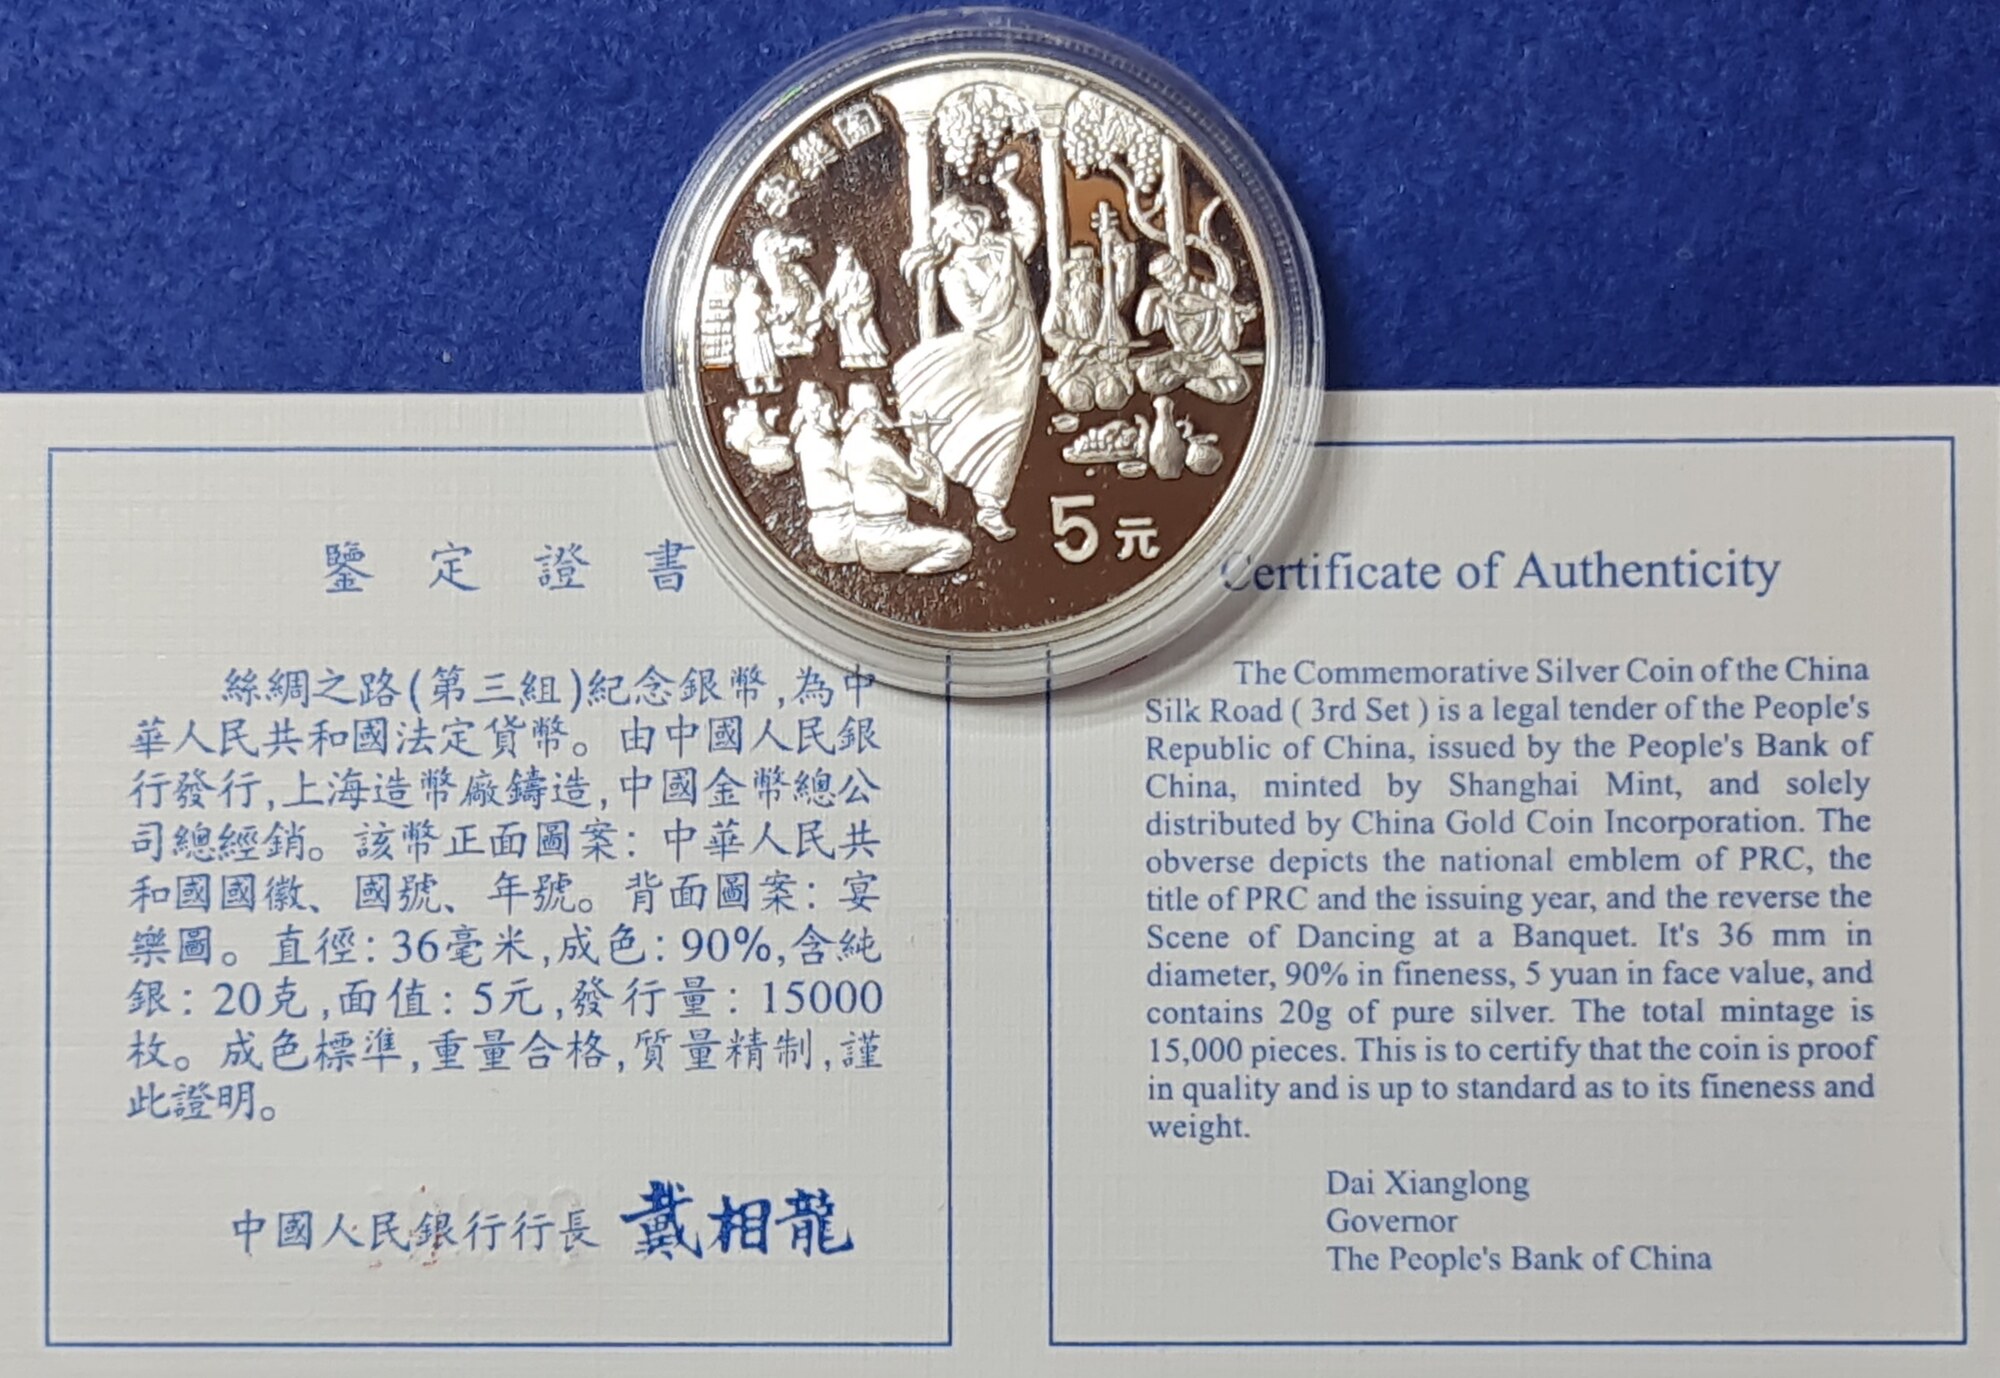 宴樂圖
5元
鑒定證書
絲綢之路(第三組)紀念銀幣,為中
華人民共和國法定貨幣。由中國人民銀
行發行,上海造幣廠鑄造,中國金幣總公
司總經銷。該幣正面圖案:中華人民共
和國國徽、國號、年號。背面圖案:宴
樂圖。直徑:36毫米,成色:90%,含純
銀:20克,面值:5元,發行量:15000
枚。成色標準,重量合格,質量精制,謹
此證明。
中國人民銀行行長 戴相龍
Certificate of Authenticity
The Commemorative Silver Coin of the China
Silk Road ( 3rd Set ) is a legal tender of the People's
Republic of China, issued by the People's Bank of
China, minted by Shanghai Mint, and solely
distributed by China Gold Coin Incorporation. The
obverse depicts the national emblem of PRC, the
title of PRC and the issuing year, and the reverse the
Scene of Dancing at a Banquet. It's 36 mm in
diameter, 90% in fineness, 5 yuan in face value, and
contains 20g of pure silver. The total mintage is
15,000 pieces. This is to certify that the coin is proof
in quality and is up to standard as to its fineness and
weight.
Dai Xianglong
Governor
The People's Bank of China